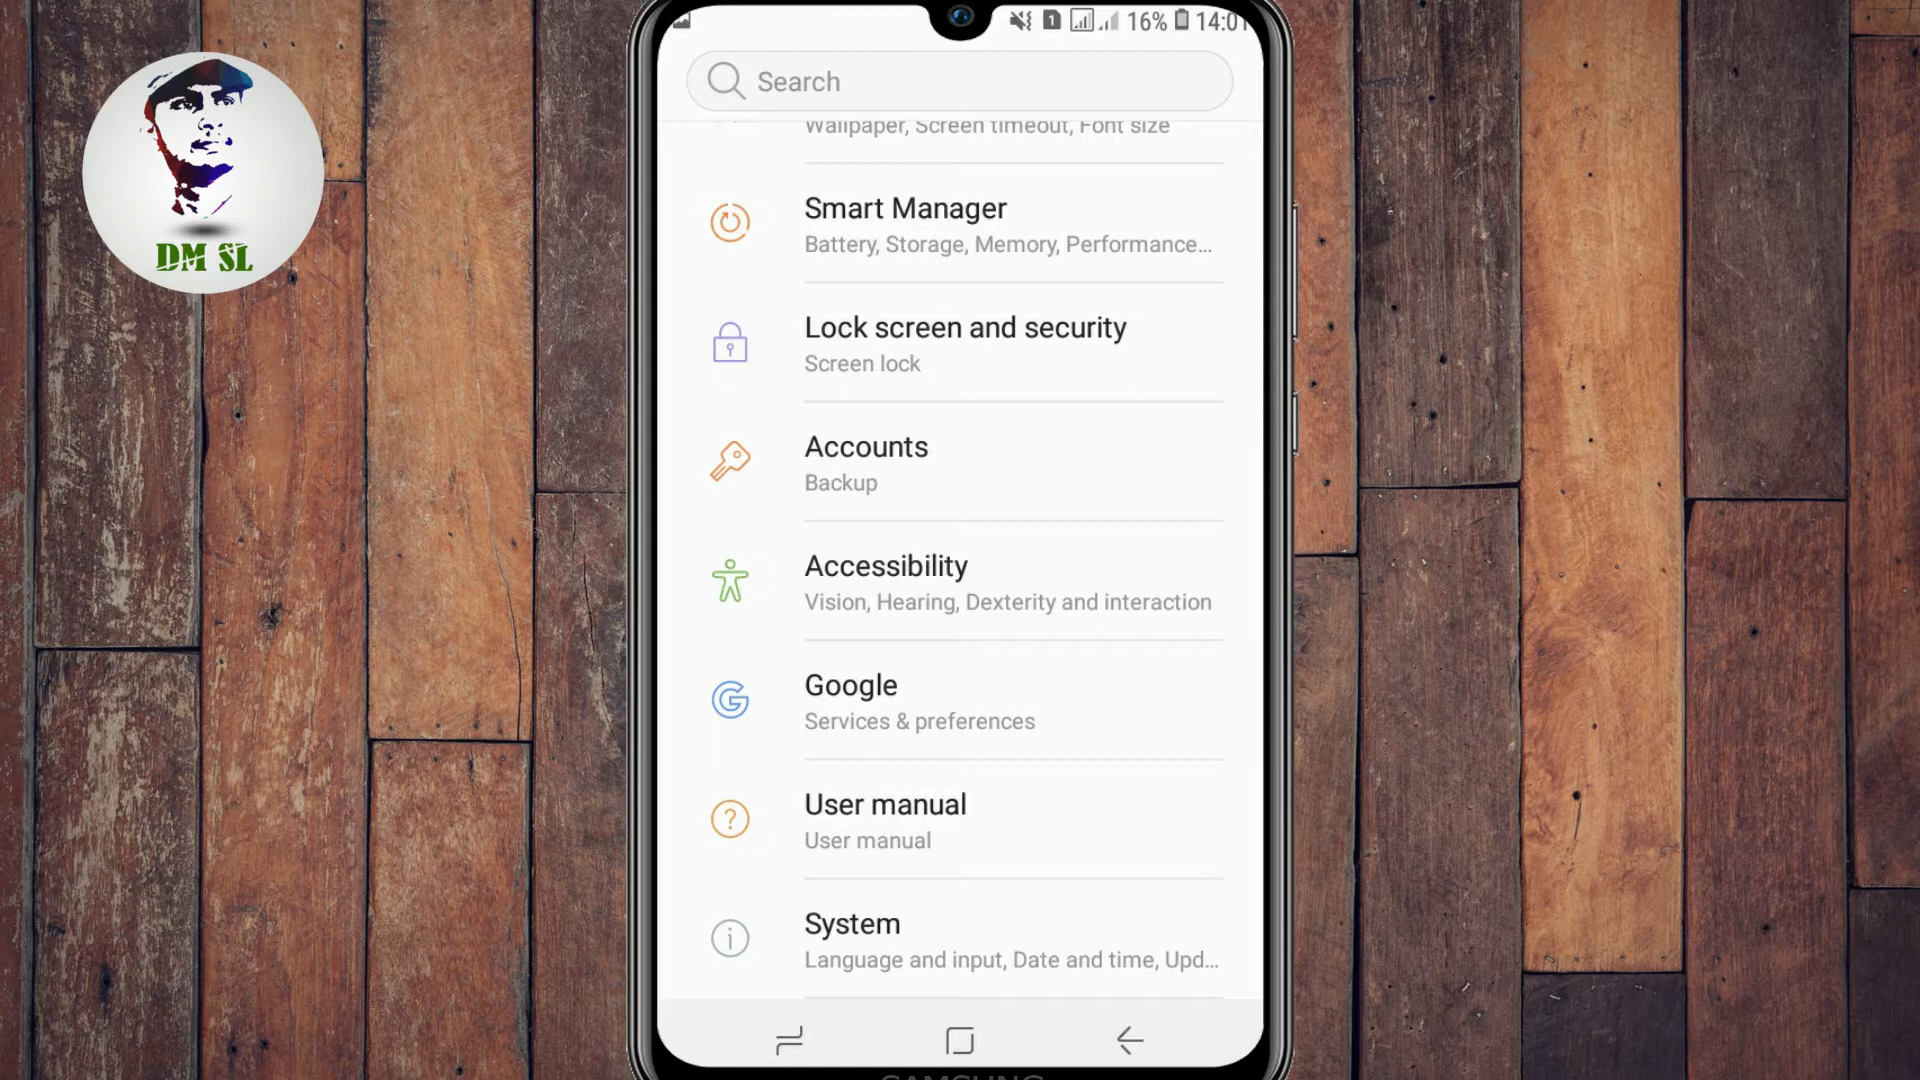 16% 14:01
Search
Wallpaper, Screen timeout, Font size
Smart Manager
Battery, Storage, Memory, Performance...
Lock screen and security
Screen lock
Accounts
Backup
Accessibility
Vision, Hearing, Dexterity and interaction
Google
Services & preferences
User manual
User manual
System
Language and input, Date and time, Upd...
SAMSUNG
DM SL